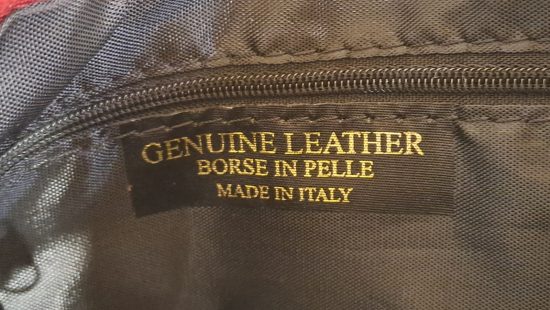 GENUINE LEATHER
BORSE IN PELLE
MADE IN ITALY